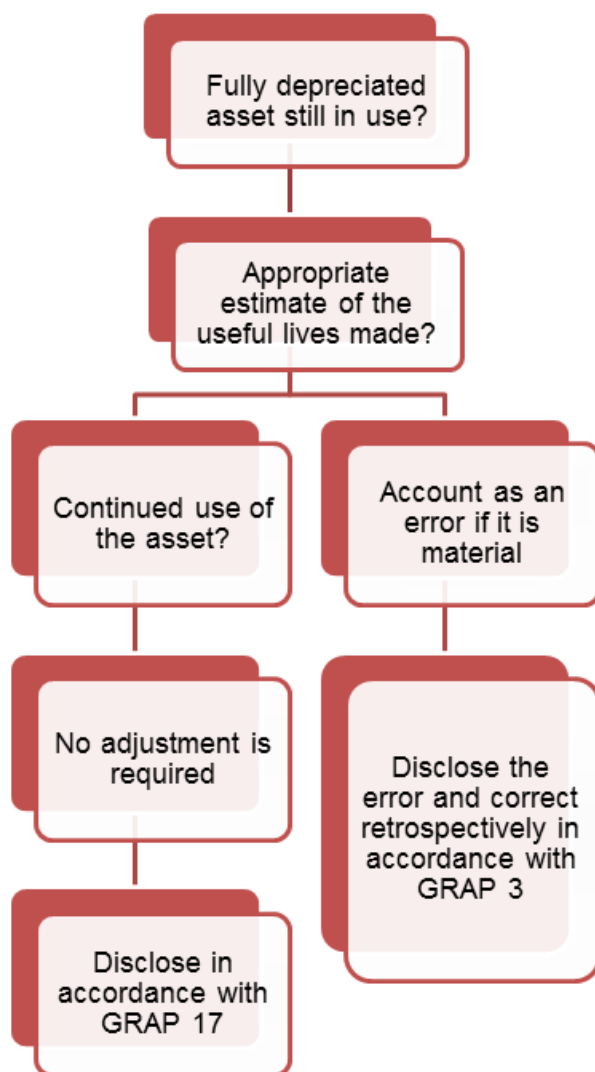 Fully depreciated
asset still in use?
Appropriate
estimate of the
useful lives made?
Continued use of
the asset?
Account as an
error if it is
material
No adjustment is
required
Disclose the
error and correct
retrospectively in
accordance with
GRAP 3
Disclose in
accordance with
GRAP 17